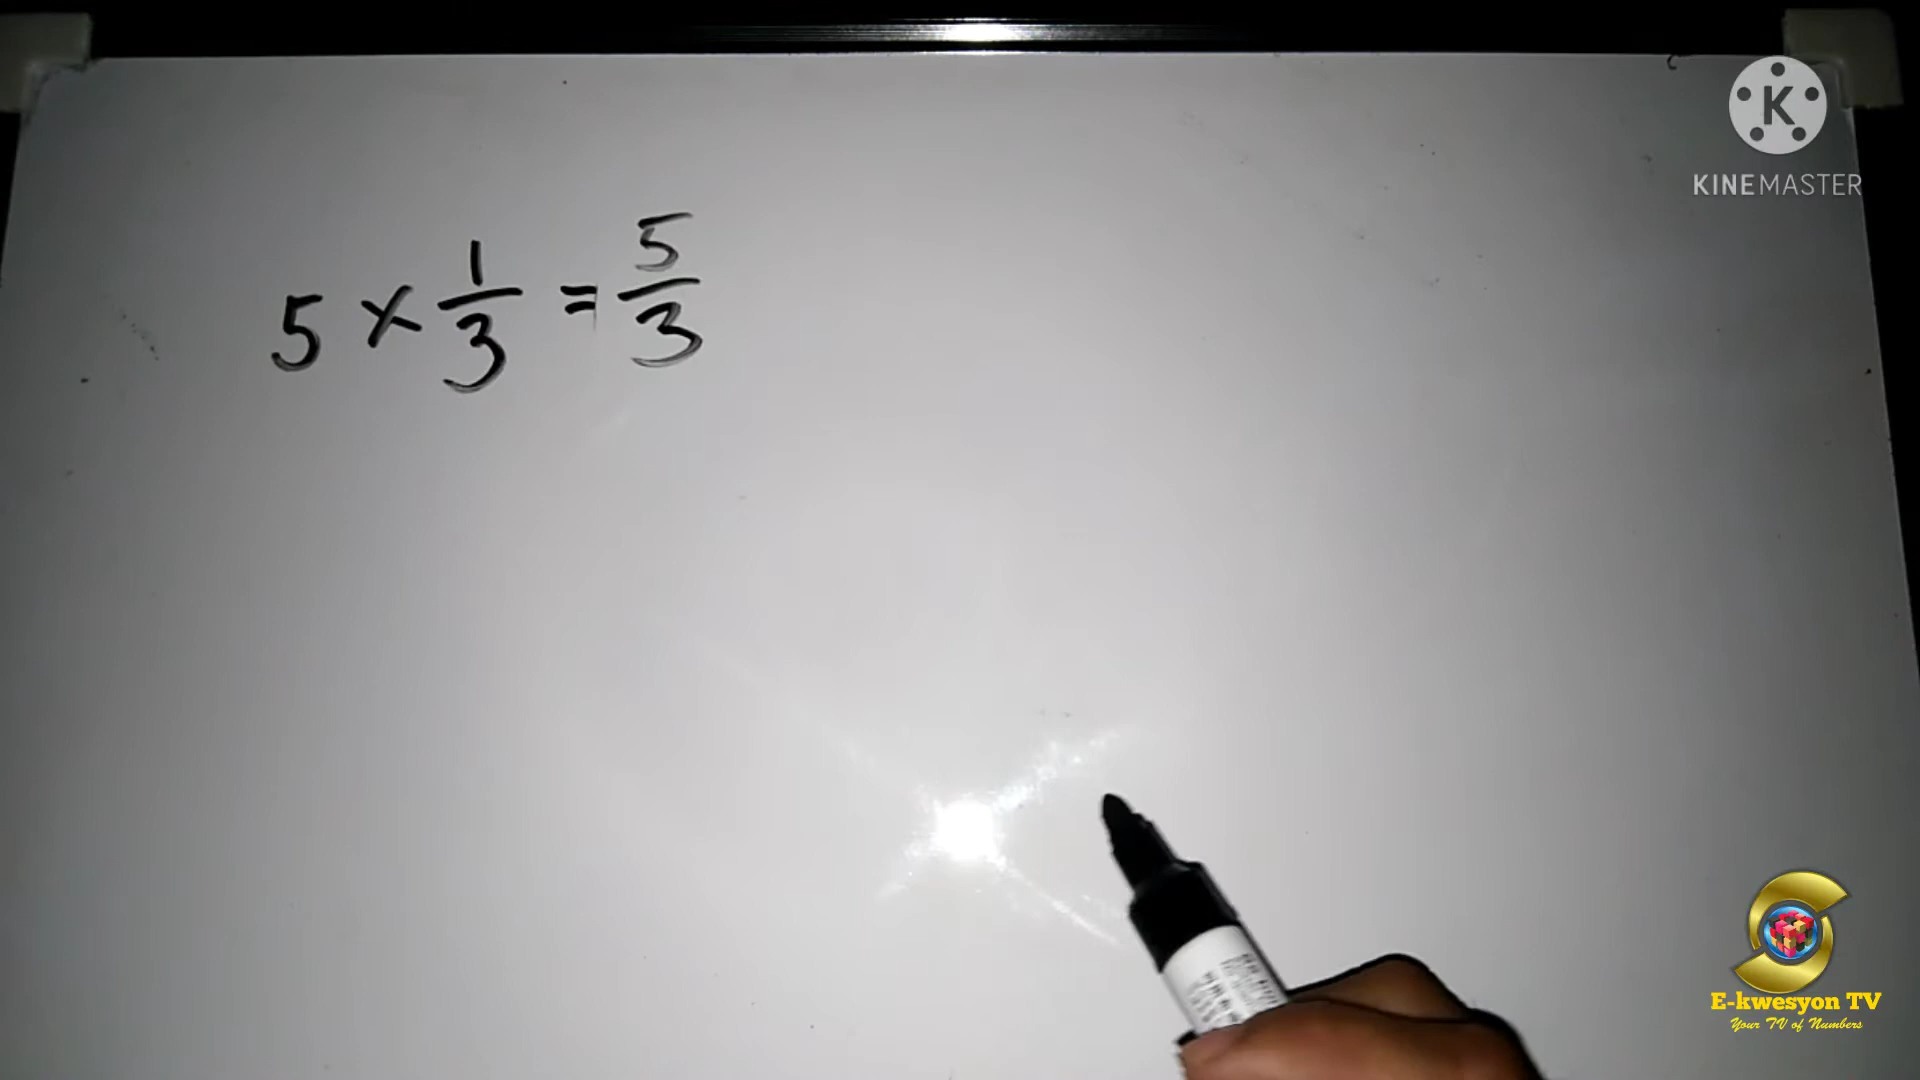 K
KINEMASTER
5 × 1/3 = 5/3
E-kwesyon TV
Your TV of Numbers